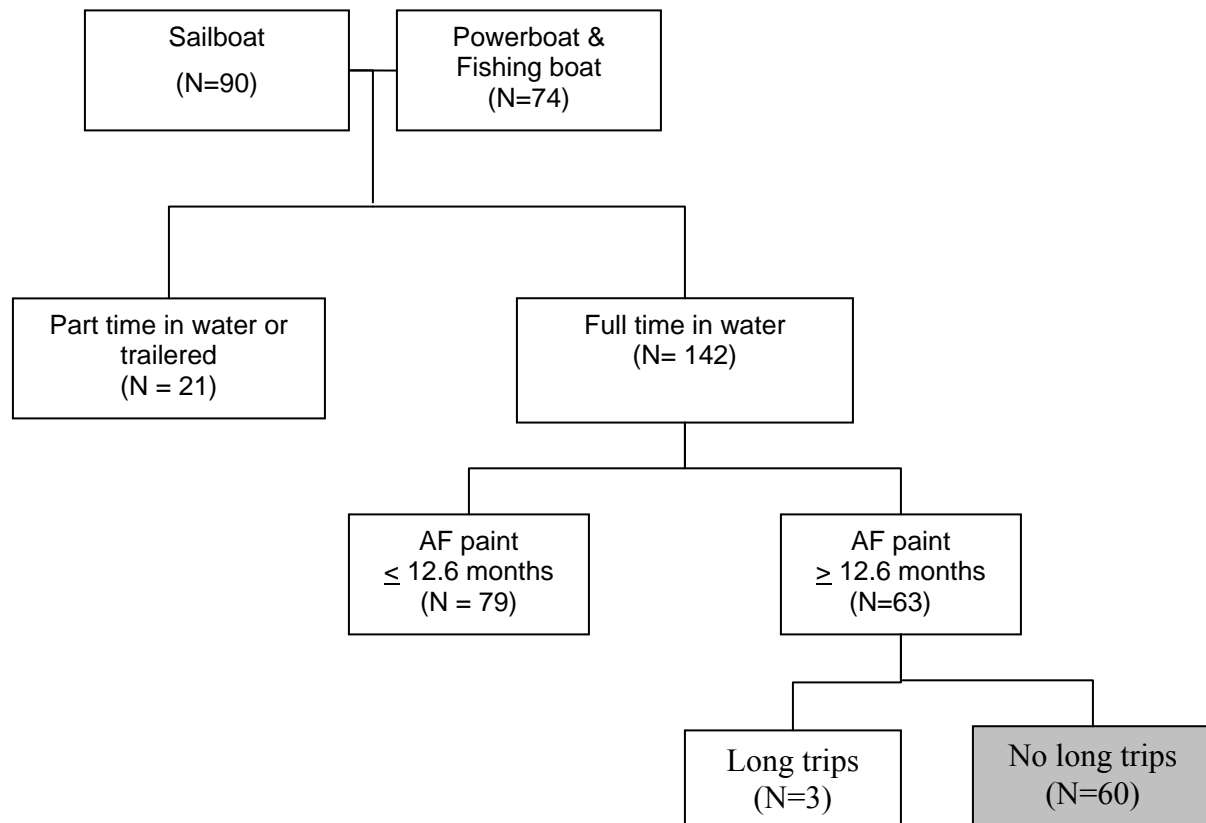 Sailboat
(N=90)
Powerboat &
Fishing boat
(N=74)
Part time in water or
trailered
(N = 21)
Full time in water
(N= 142)
AF paint
≤ 12.6 months
(N = 79)
AF paint
≥ 12.6 months
(N=63)
Long trips
(N=3)
No long trips
(N=60)